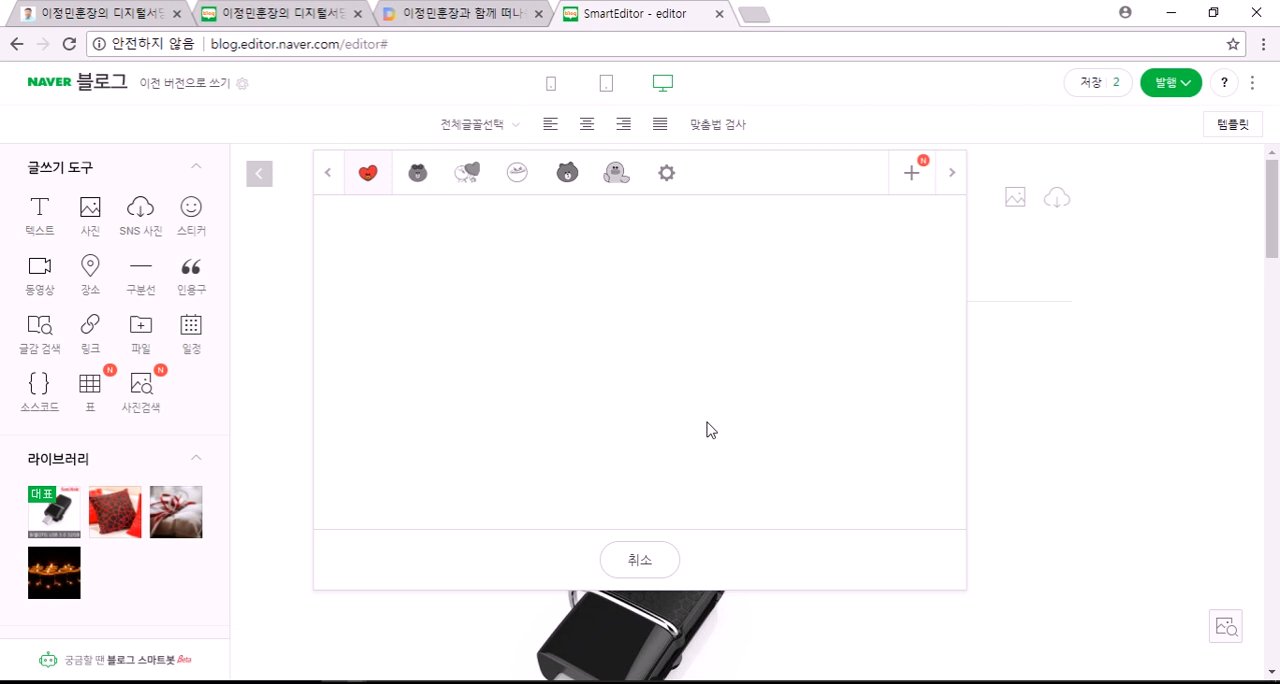 이정민훈장의 디지털서당
이정민훈장의 디지털서당
이정민훈장과 함께 떠나
SmartEditor - editor
안전하지 않음 blog.editor.naver.com/editor#
NAVER 블로그 이전 버전으로 쓰기
저장 2 발행 ?
전체글꼴선택 맞춤법 검사
템플릿
글쓰기 도구
텍스트 사진 SNS 사진 스티커
동영상 장소 구분선 인용구
글감 검색 링크 파일 일정
N N
소스코드 표 사진검색
N
라이브러리
대표
취소
궁금할 땐 블로그 스마트봇 Beta